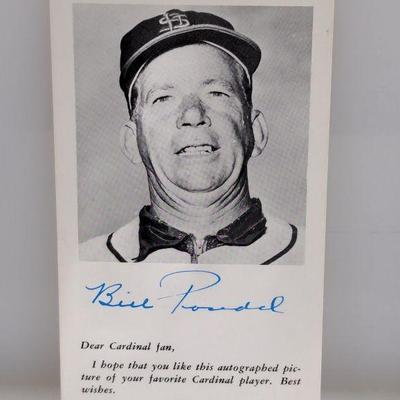 StL
Bill Posedel
Dear Cardinal fan,
I hope that you like this autographed pic-
ture of your favorite Cardinal player. Best
wishes.